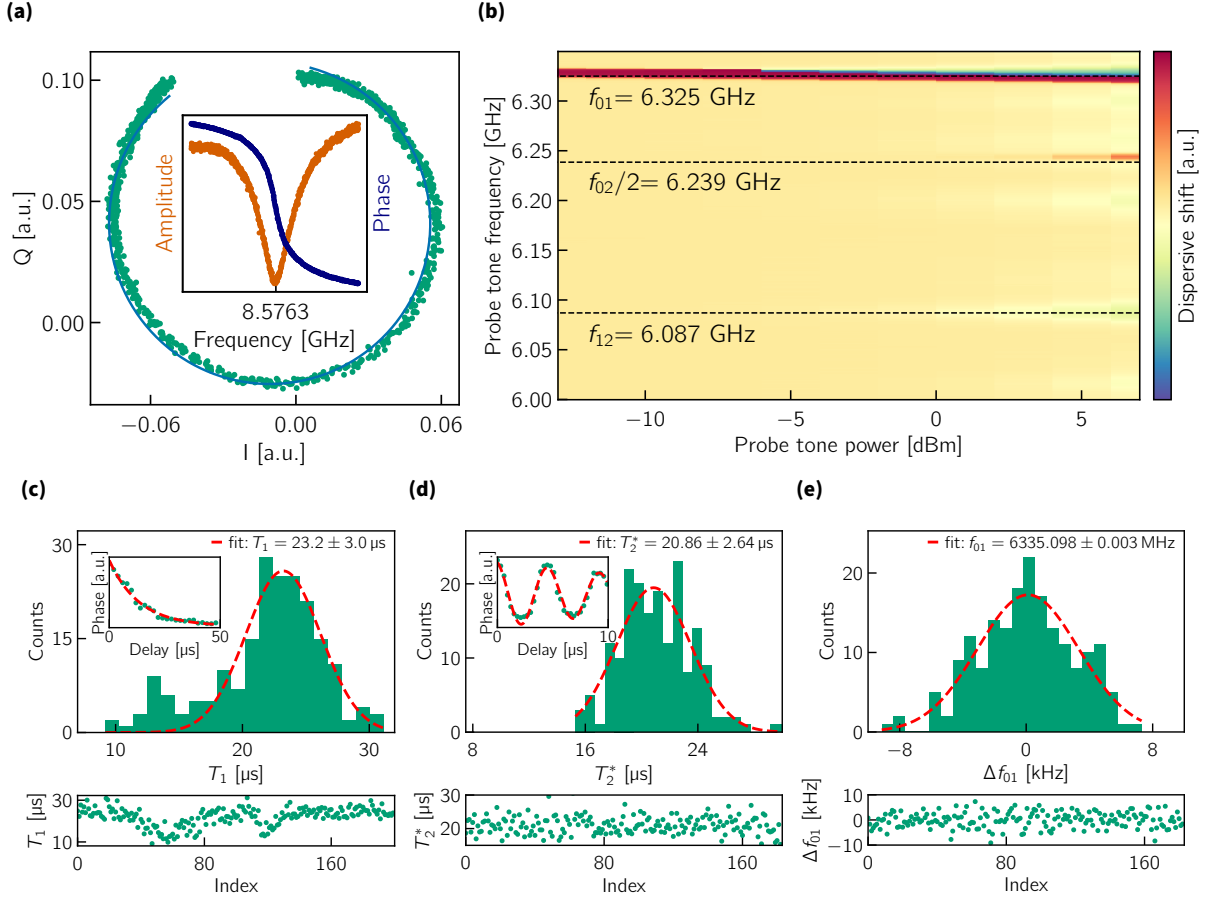 (a)
0.10
0.05
0.00
Q [a.u.]
−0.06
0.00
0.06
I [a.u.]
Amplitude
Phase
8.5763
Frequency [GHz]
(b)
6.30
6.25
6.20
6.15
6.10
6.05
6.00
Probe tone frequency [GHz]
f01= 6.325 GHz
f02/2= 6.239 GHz
f12= 6.087 GHz
−10
−5
0
5
Probe tone power [dBm]
Dispersive shift [a.u.]
(c)
30
15
0
Counts
fit: T1 = 23.2 ± 3.0 µs
Phase [a.u.]
0
50
Delay [µs]
10
20
30
T1 [µs]
30
10
T1 [µs]
0
80
160
Index
(d)
20
10
0
Counts
fit: T2* = 20.86 ± 2.64 µs
Phase [a.u.]
0
10
Delay [µs]
8
16
24
T2* [µs]
30
20
T2* [µs]
0
80
160
Index
(e)
20
10
0
Counts
fit: f01 = 6335.098 ± 0.003 MHz
−8
0
8
Δf01 [kHz]
10
0
−10
Δf01 [kHz]
0
80
160
Index